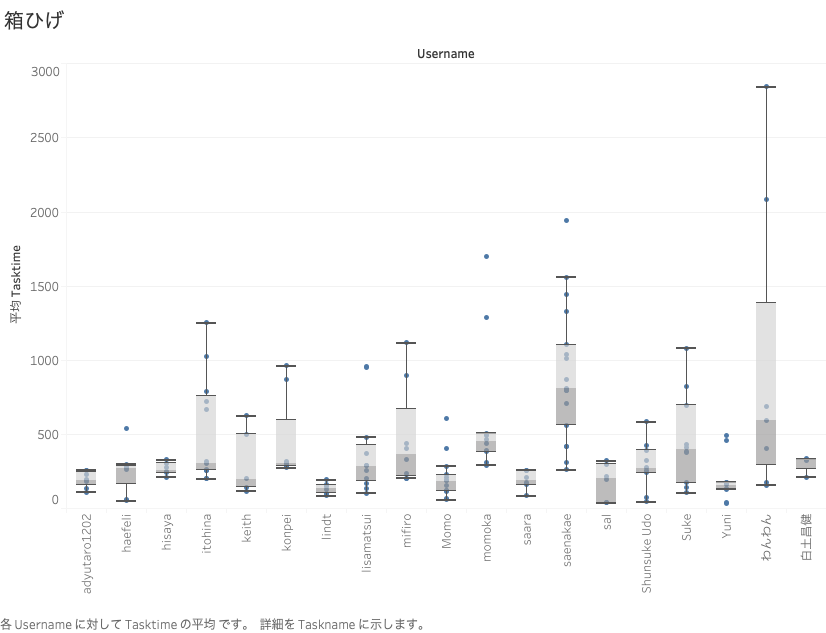 箱ひげ
Username
3000
2500
2000
1500
1000
500
0
平均 Tasktime
adyutaro1202
haefeli
hisaya
itohina
keith
konpei
lindt
lisamatsui
mifiro
Momo
momoka
saara
saenakae
sal
Shunsuke Udo
Suke
Yuni
わんわん
白土昌健
各 Username に対して Tasktime の平均 です。 詳細を Taskname に示します。